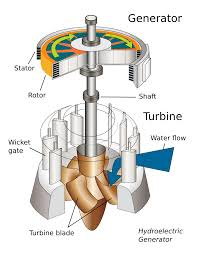 Generator
Stator
Rotor
Shaft
Turbine
Wicket
gate
Water flow
Turbine blade
Hydroelectric
Generator